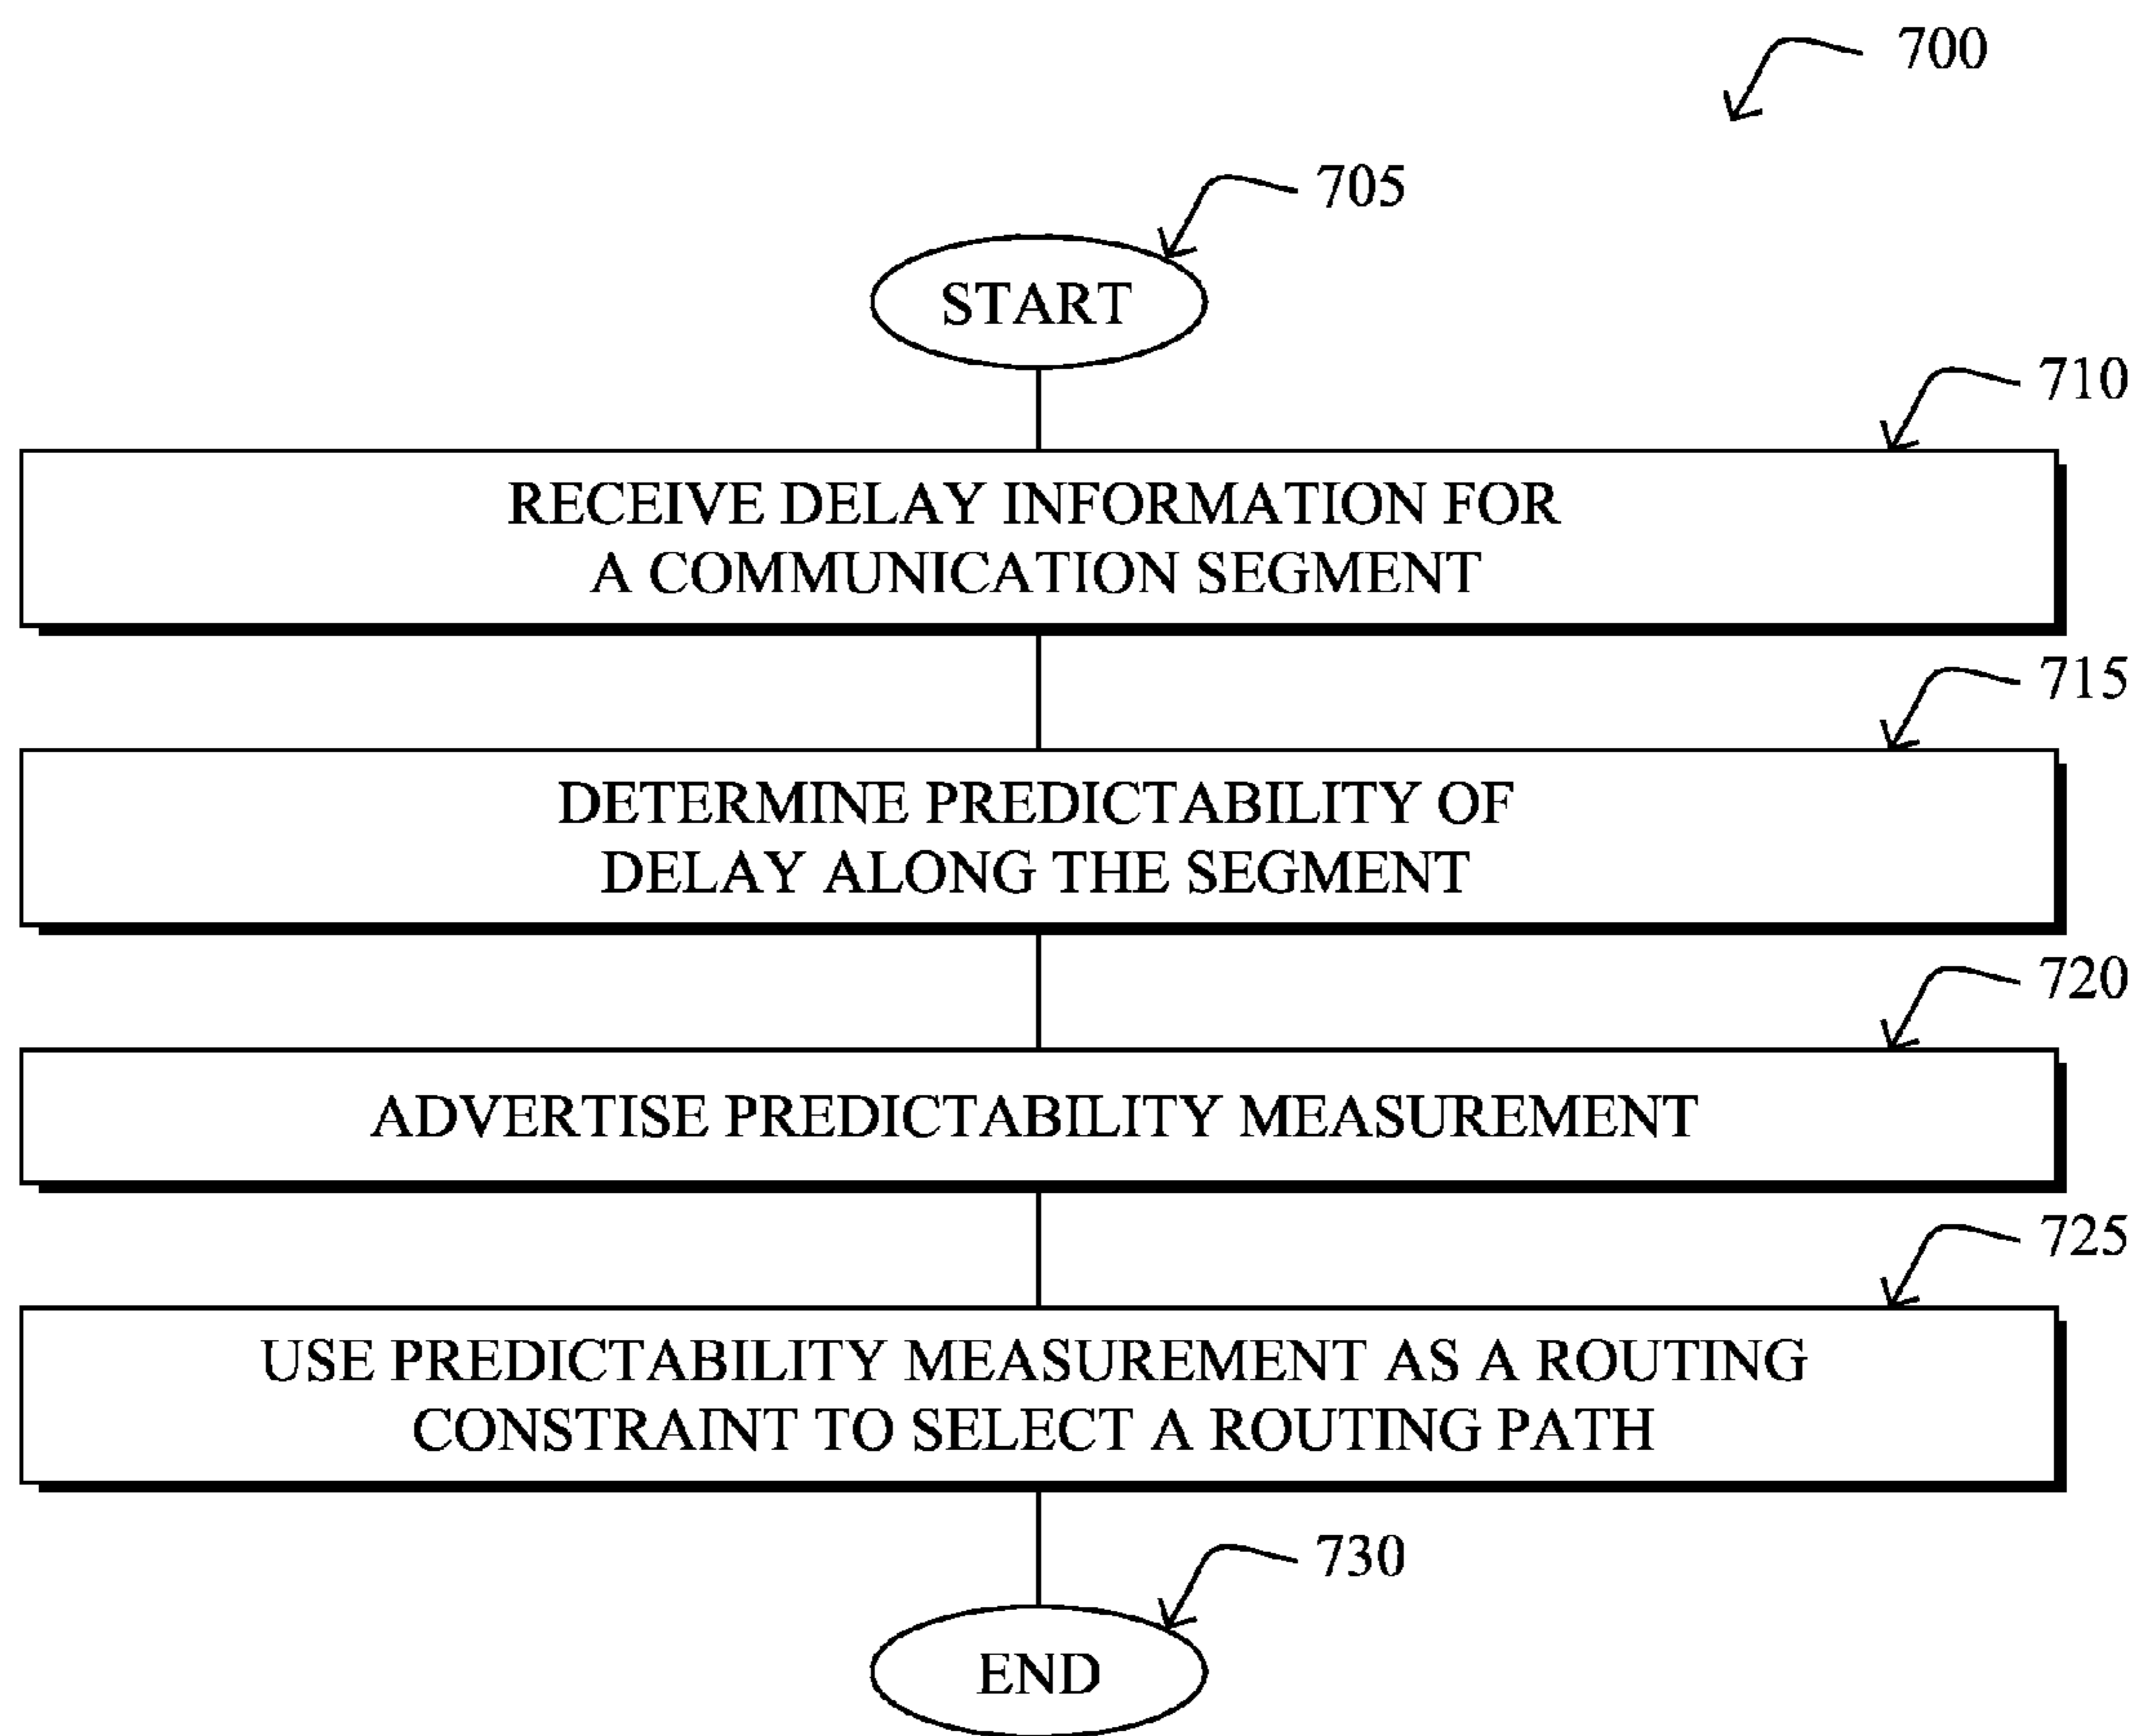 700
705
START
710
RECEIVE DELAY INFORMATION FOR
A COMMUNICATION SEGMENT
715
DETERMINE PREDICTABILITY OF
DELAY ALONG THE SEGMENT
720
ADVERTISE PREDICTABILITY MEASUREMENT
725
USE PREDICTABILITY MEASUREMENT AS A ROUTING
CONSTRAINT TO SELECT A ROUTING PATH
730
END